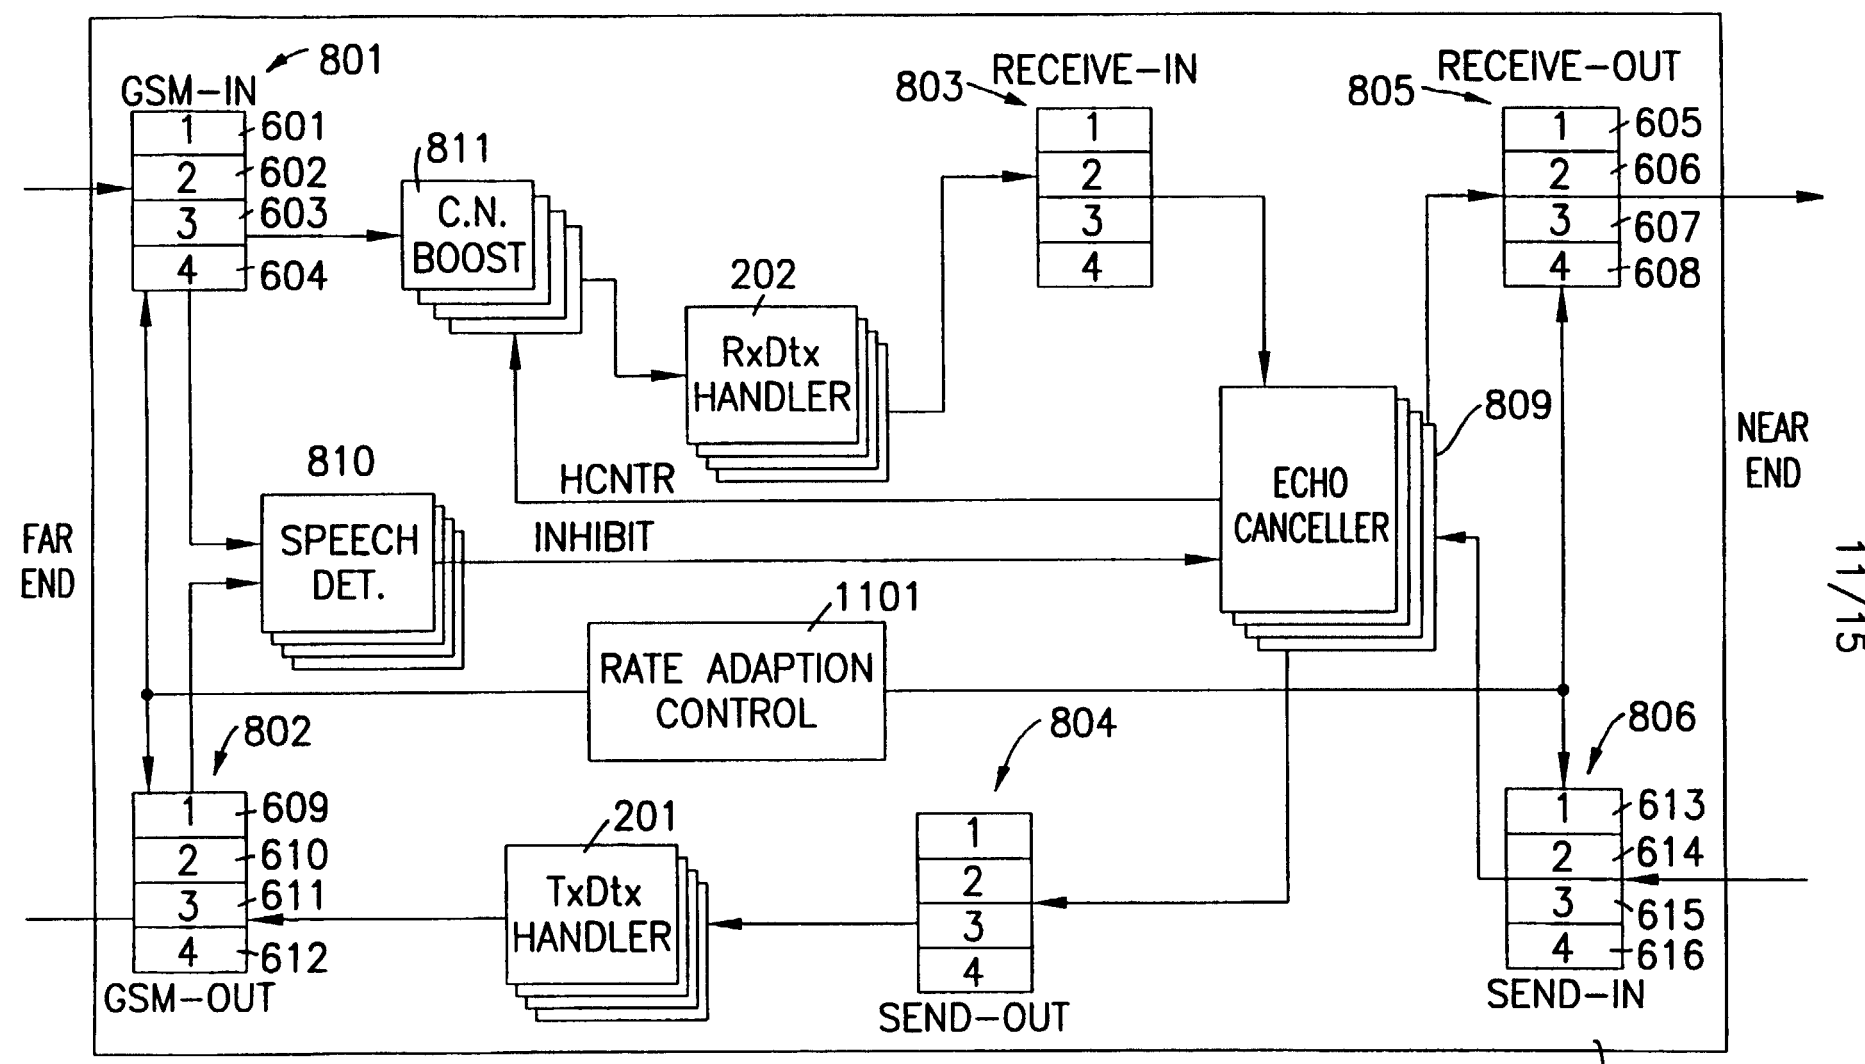 801
GSM-IN
1
601
2
602
3
603
4
604
811
C.N.
BOOST
202
RxDtx
HANDLER
803
RECEIVE-IN
1
2
3
4
805
RECEIVE-OUT
1
605
2
606
3
607
4
608
809
ECHO
CANCELLER
NEAR
END
HCNTR
INHIBIT
810
SPEECH
DET.
FAR
END
1101
RATE ADAPTION
CONTROL
802
1
609
2
610
3
611
4
612
GSM-OUT
201
TxDtx
HANDLER
804
1
2
3
4
SEND-OUT
806
1
613
2
614
3
615
4
616
SEND-IN
11/15